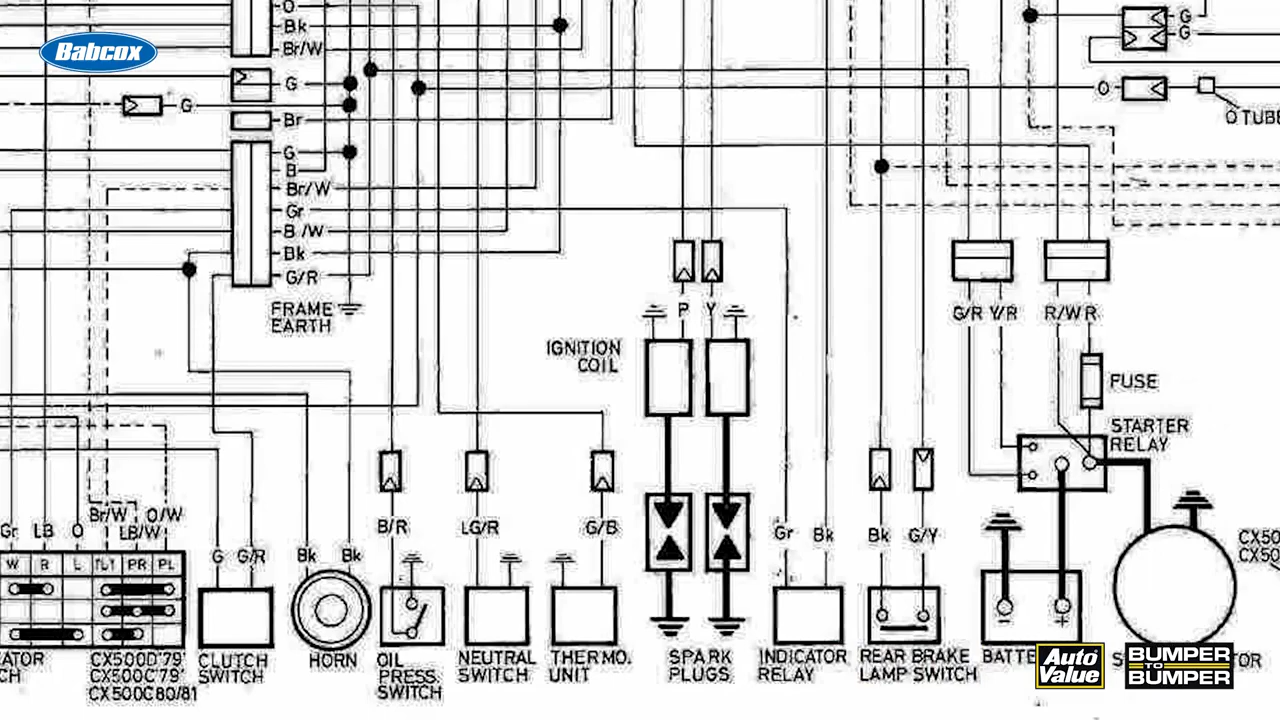 Babcox
O
Bk
Br/W
G
G
Br
G
B
Br/W
Gr
B /W
Bk
G/R
FRAME
EARTH
G
G
O
O TUBE
P Y
IGNITION
COIL
G/R Y/R
R/W R
FUSE
STARTER
RELAY
Br/W O/W
Gr LB O LB/W
W R L TL1 PR PL
G G/R
Bk Bk
B/R
LG/R
G/B
Gr Bk
Bk G/Y
CX500D'79
CX500C'79
CX500C80/81
CLUTCH
SWITCH
HORN
OIL
PRESS.
SWITCH
NEUTRAL
SWITCH
THERMO.
UNIT
SPARK
PLUGS
INDICATOR
RELAY
REAR BRAKE
LAMP SWITCH
- +
Auto
Value
BUMPER
TO
BUMPER